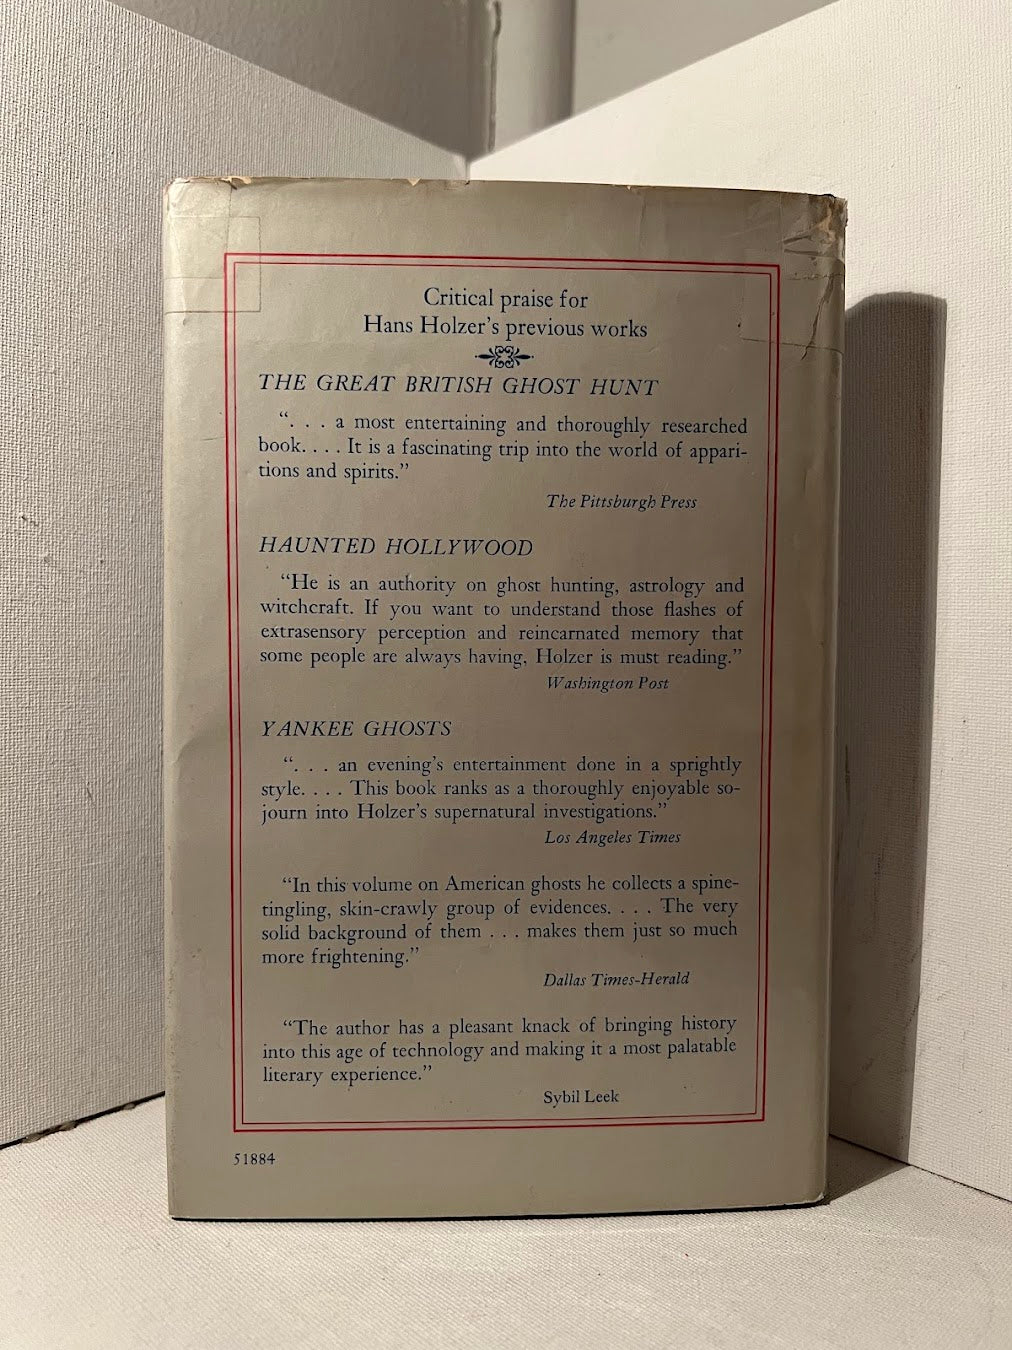 Critical praise for
Hans Holzer's previous works
THE GREAT BRITISH GHOST HUNT
“. . . a most entertaining and thoroughly researched
book. . . . It is a fascinating trip into the world of appari-
tions and spirits.”
The Pittsburgh Press
HAUNTED HOLLYWOOD
“He is an authority on ghost hunting, astrology and
witchcraft. If you want to understand those flashes of
extrasensory perception and reincarnated memory that
some people are always having, Holzer is must reading.”
Washington Post
YANKEE GHOSTS
“. . . an evening's entertainment done in a sprightly
style. . . . This book ranks as a thoroughly enjoyable so-
journ into Holzer's supernatural investigations.”
Los Angeles Times
“In this volume on American ghosts he collects a spine-
tingling, skin-crawly group of evidences. . . . The very
solid background of them . . . makes them just so much
more frightening.”
Dallas Times-Herald
“The author has a pleasant knack of bringing history
into this age of technology and making it a most palatable
literary experience.”
Sybil Leek
51884